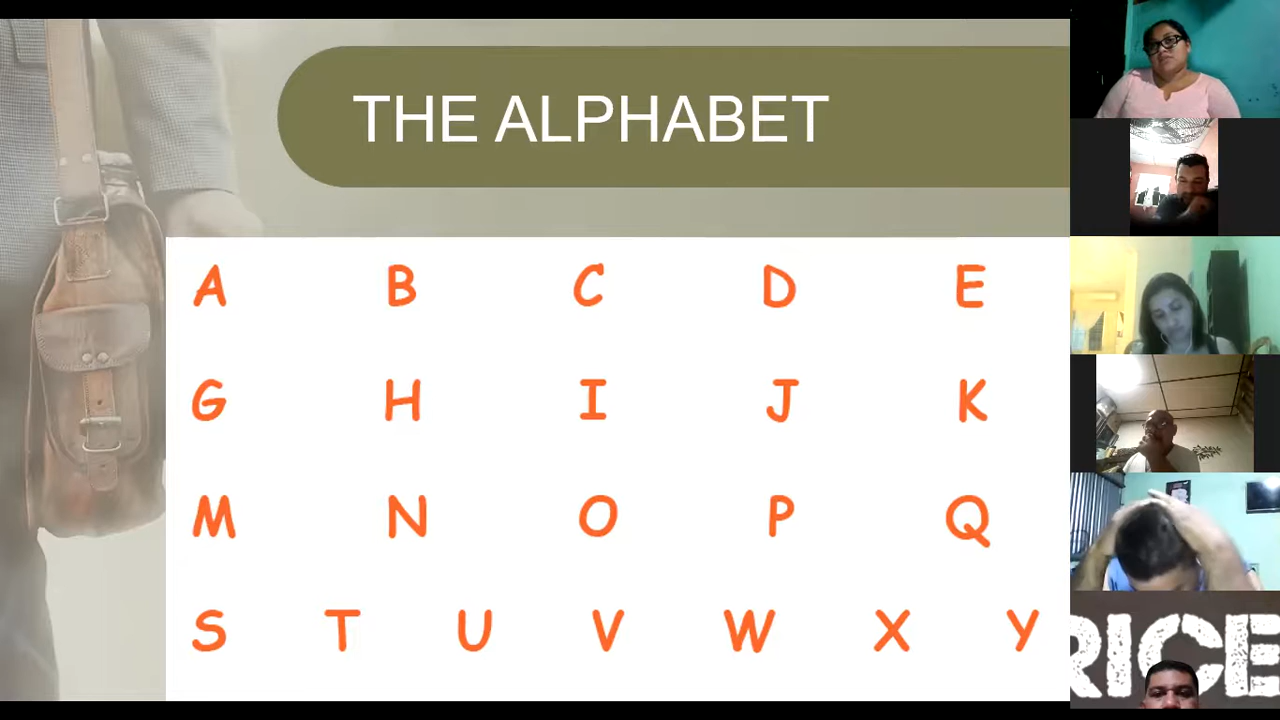 THE ALPHABET
A B C D E
G H I J K
M N O P Q
S T U V W X Y
RICE